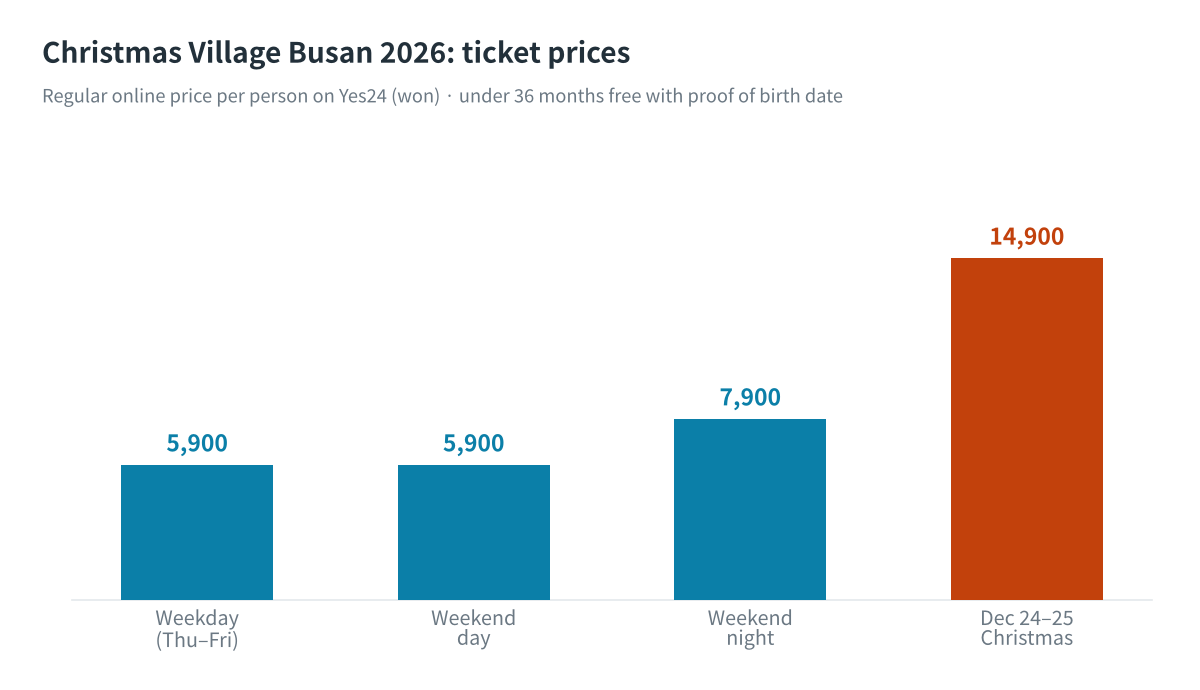 Christmas Village Busan 2026: ticket prices
Regular online price per person on Yes24 (won) · under 36 months free with proof of birth date
14,900
7,900
5,900
5,900
Weekday
(Thu–Fri)
Weekend
day
Weekend
night
Dec 24–25
Christmas